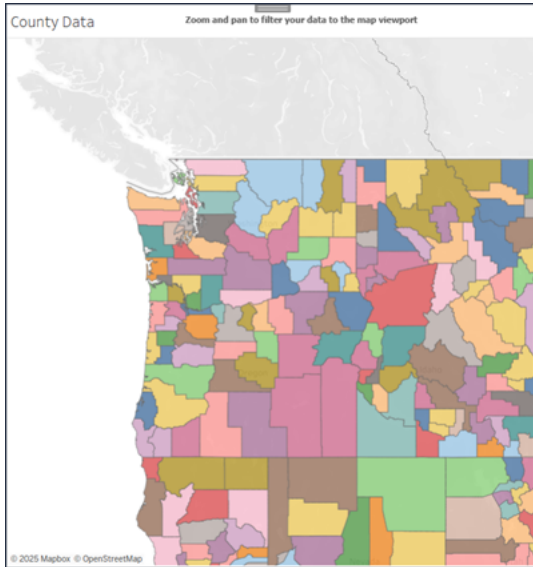 County Data
Zoom and pan to filter your data to the map viewport
© 2025 Mapbox © OpenStreetMap